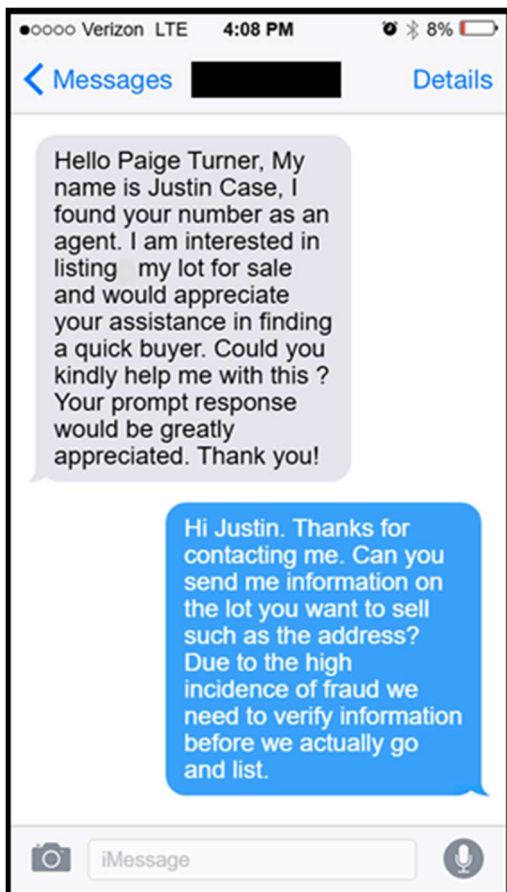 Verizon LTE 4:08 PM 8%
Messages Details
Hello Paige Turner, My
name is Justin Case, I
found your number as an
agent. I am interested in
listing my lot for sale
and would appreciate
your assistance in finding
a quick buyer. Could you
kindly help me with this ?
Your prompt response
would be greatly
appreciated. Thank you!
Hi Justin. Thanks for
contacting me. Can you
send me information on
the lot you want to sell
such as the address?
Due to the high
incidence of fraud we
need to verify information
before we actually go
and list.
iMessage